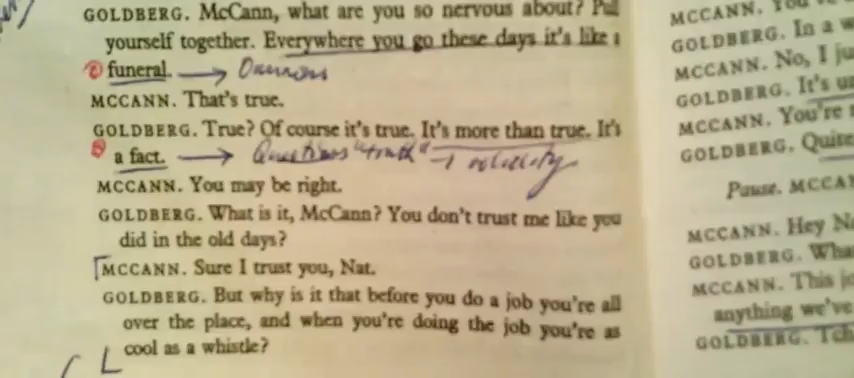 GOLDBERG. McCann, what are you so nervous about? Pull
yourself together. Everywhere you go these days it's like a
funeral. → Ominous
MCCANN. That's true.
GOLDBERG. True? Of course it's true. It's more than true. It's
a fact. → Questions "truth" →
MCCANN. You may be right.
GOLDBERG. What is it, McCann? You don't trust me like you
did in the old days?
MCCANN. Sure I trust you, Nat.
GOLDBERG. But why is it that before you do a job you're all
over the place, and when you're doing the job you're as
cool as a whistle?
MCCANN. You
GOLDBERG. In a
MCCANN. No, I
GOLDBERG. It's
MCCANN. You're
GOLDBERG. Quite
Pause.
MCCANN. Hey
GOLDBERG.
MCCANN. This
anything we've
GOLDBERG.